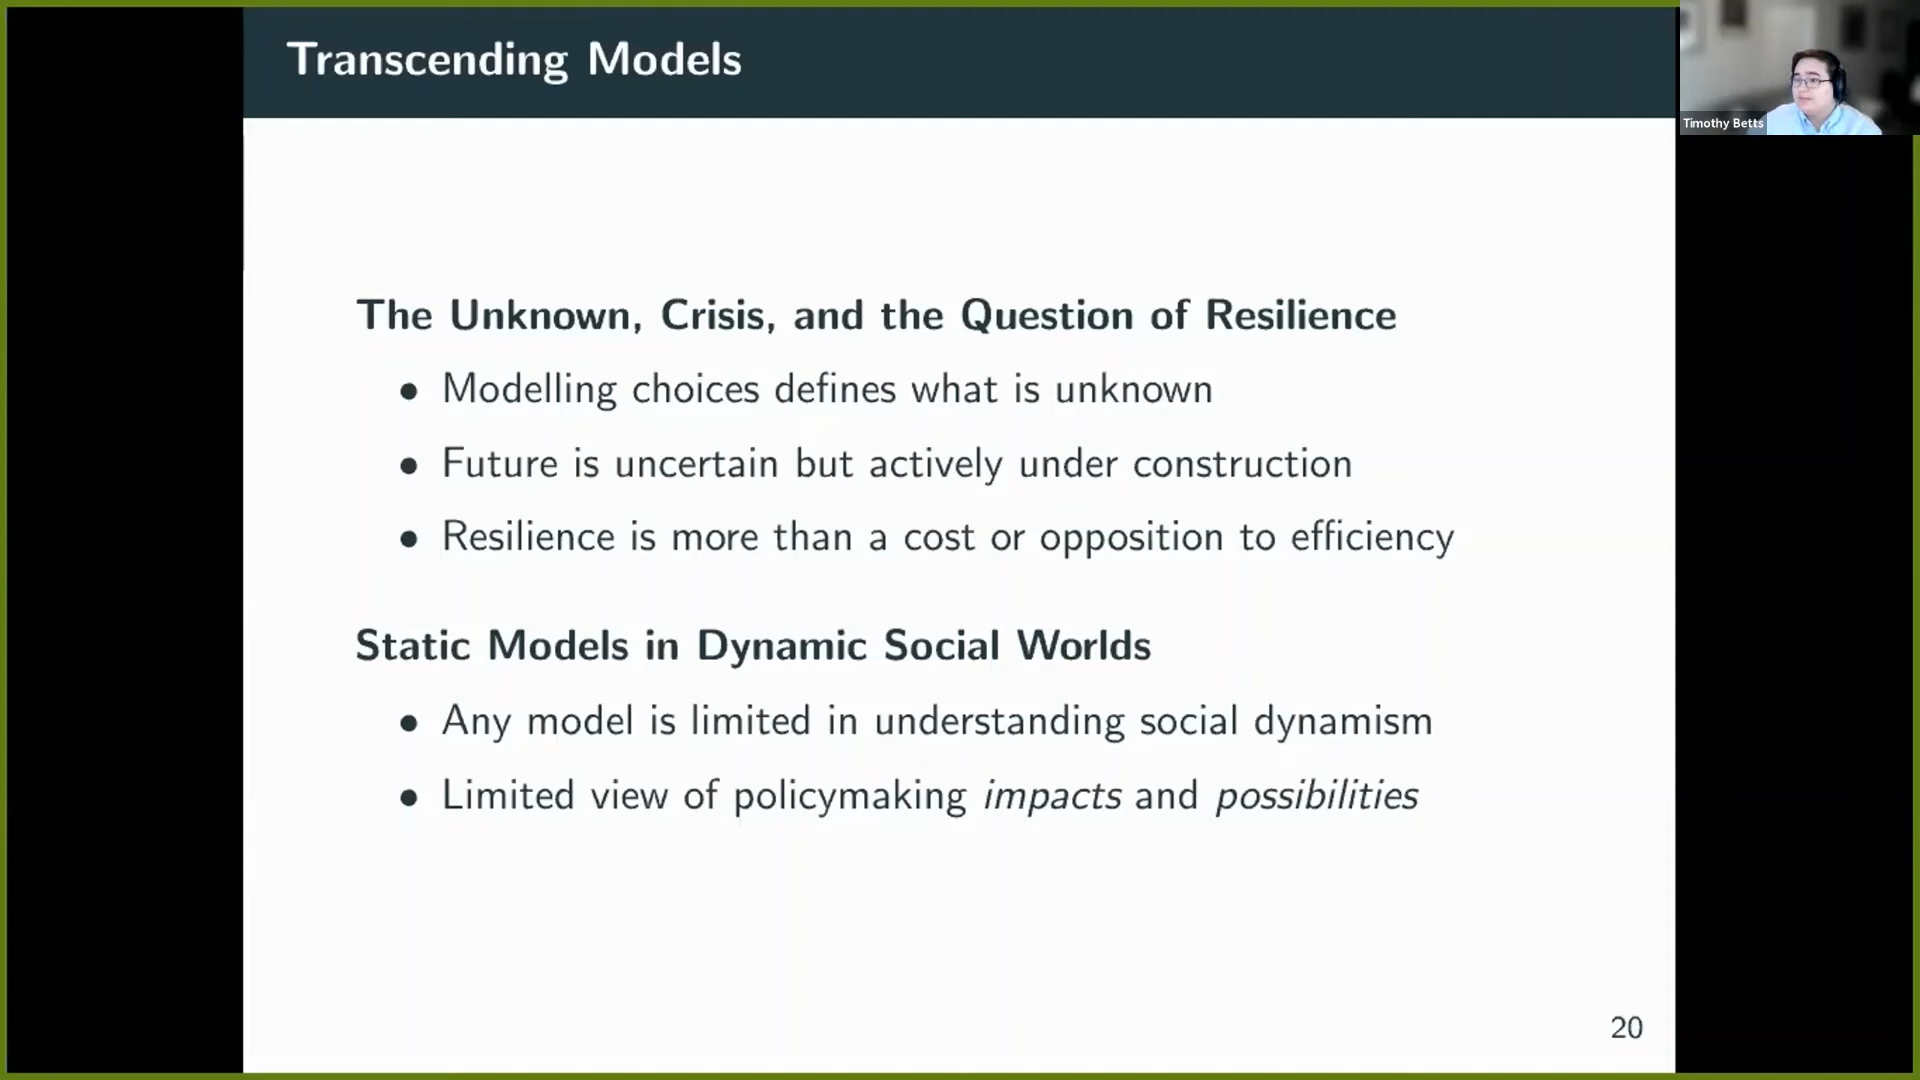 Transcending Models
Timothy Betts
The Unknown, Crisis, and the Question of Resilience
• Modelling choices defines what is unknown
• Future is uncertain but actively under construction
• Resilience is more than a cost or opposition to efficiency
Static Models in Dynamic Social Worlds
• Any model is limited in understanding social dynamism
• Limited view of policymaking impacts and possibilities
20